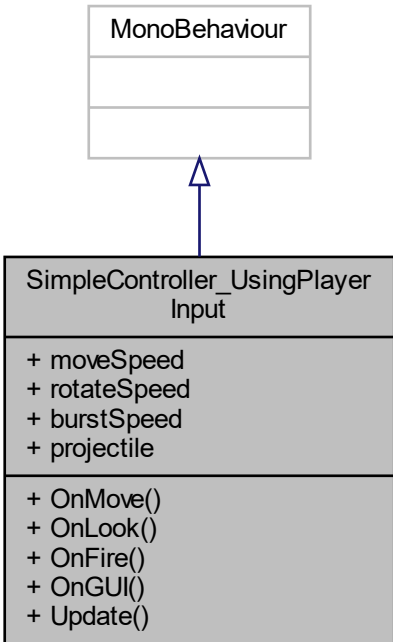 MonoBehaviour
SimpleController_UsingPlayer
Input
+ moveSpeed
+ rotateSpeed
+ burstSpeed
+ projectile
+ OnMove()
+ OnLook()
+ OnFire()
+ OnGUI()
+ Update()